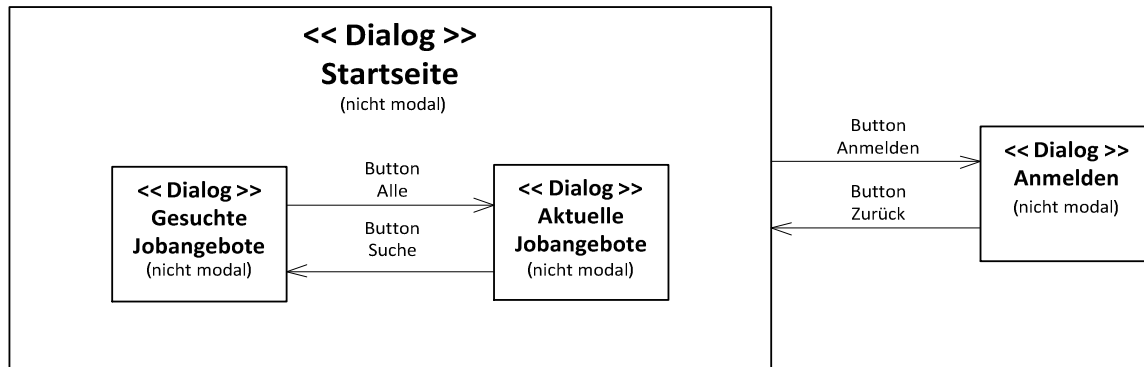 << Dialog >>
Startseite
(nicht modal)
<< Dialog >>
Gesuchte
Jobangebote
(nicht modal)
Button
Alle
Button
Suche
<< Dialog >>
Aktuelle
Jobangebote
(nicht modal)
Button
Anmelden
Button
Zurück
<< Dialog >>
Anmelden
(nicht modal)